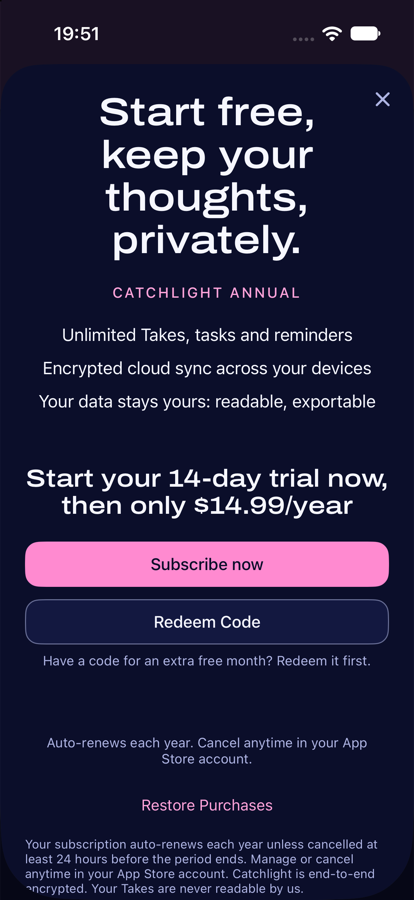 19:51
Start free,
keep your
thoughts,
privately.
CATCHLIGHT ANNUAL
Unlimited Takes, tasks and reminders
Encrypted cloud sync across your devices
Your data stays yours: readable, exportable
Start your 14-day trial now,
then only $14.99/year
Subscribe now
Redeem Code
Have a code for an extra free month? Redeem it first.
Auto-renews each year. Cancel anytime in your App
Store account.
Restore Purchases
Your subscription auto-renews each year unless cancelled at
least 24 hours before the period ends. Manage or cancel
anytime in your App Store account. Catchlight is end-to-end
encrypted. Your Takes are never readable by us.